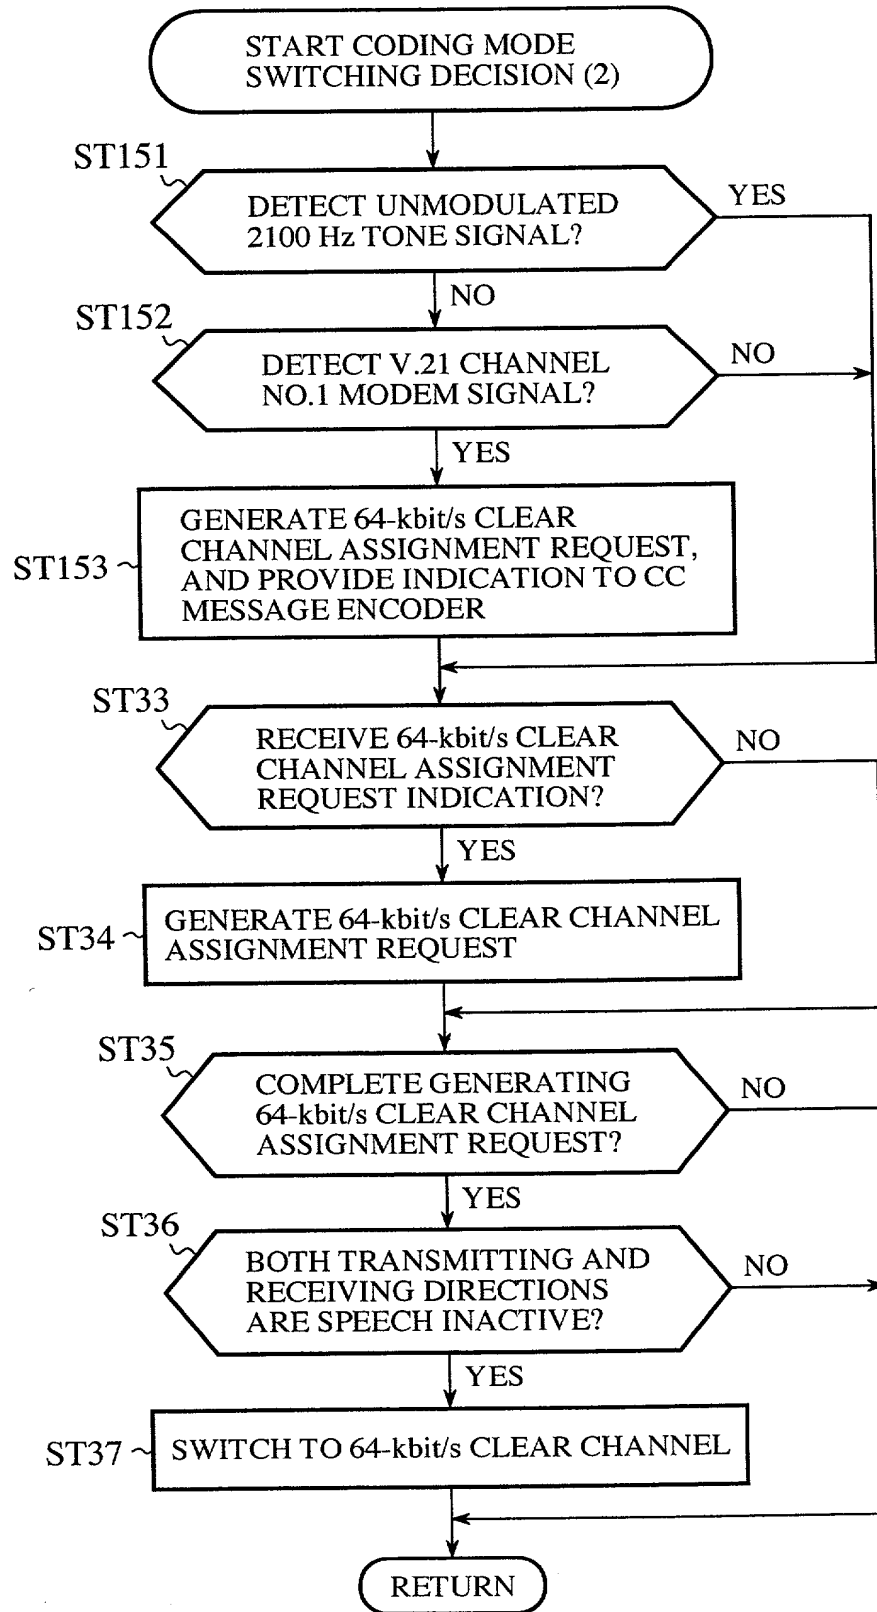 START CODING MODE
SWITCHING DECISION (2)
ST151
DETECT UNMODULATED
2100 Hz TONE SIGNAL?
YES
NO
ST152
DETECT V.21 CHANNEL
NO.1 MODEM SIGNAL?
NO
YES
ST153
GENERATE 64-kbit/s CLEAR
CHANNEL ASSIGNMENT REQUEST,
AND PROVIDE INDICATION TO CC
MESSAGE ENCODER
ST33
RECEIVE 64-kbit/s CLEAR
CHANNEL ASSIGNMENT
REQUEST INDICATION?
NO
YES
ST34
GENERATE 64-kbit/s CLEAR CHANNEL
ASSIGNMENT REQUEST
ST35
COMPLETE GENERATING
64-kbit/s CLEAR CHANNEL
ASSIGNMENT REQUEST?
NO
YES
ST36
BOTH TRANSMITTING AND
RECEIVING DIRECTIONS
ARE SPEECH INACTIVE?
NO
YES
ST37
SWITCH TO 64-kbit/s CLEAR CHANNEL
RETURN